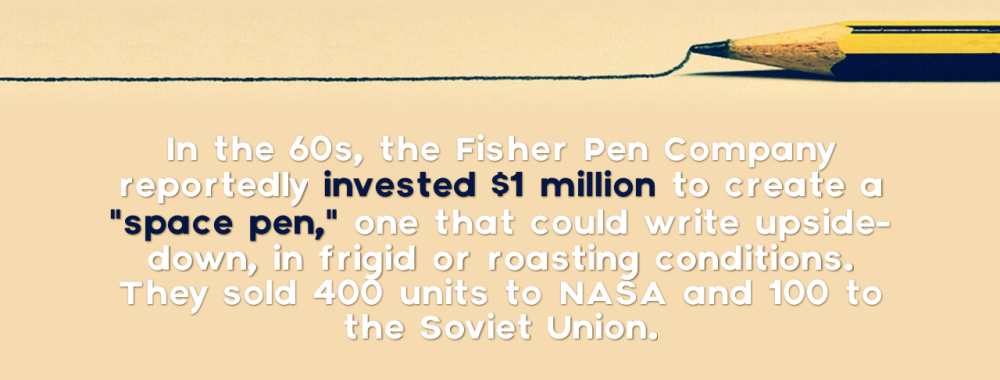 In the 60s, the Fisher Pen Company
reportedly invested $1 million to create a
"space pen," one that could write upside-
down, in frigid or roasting conditions.
They sold 400 units to NASA and 100 to
the Soviet Union.